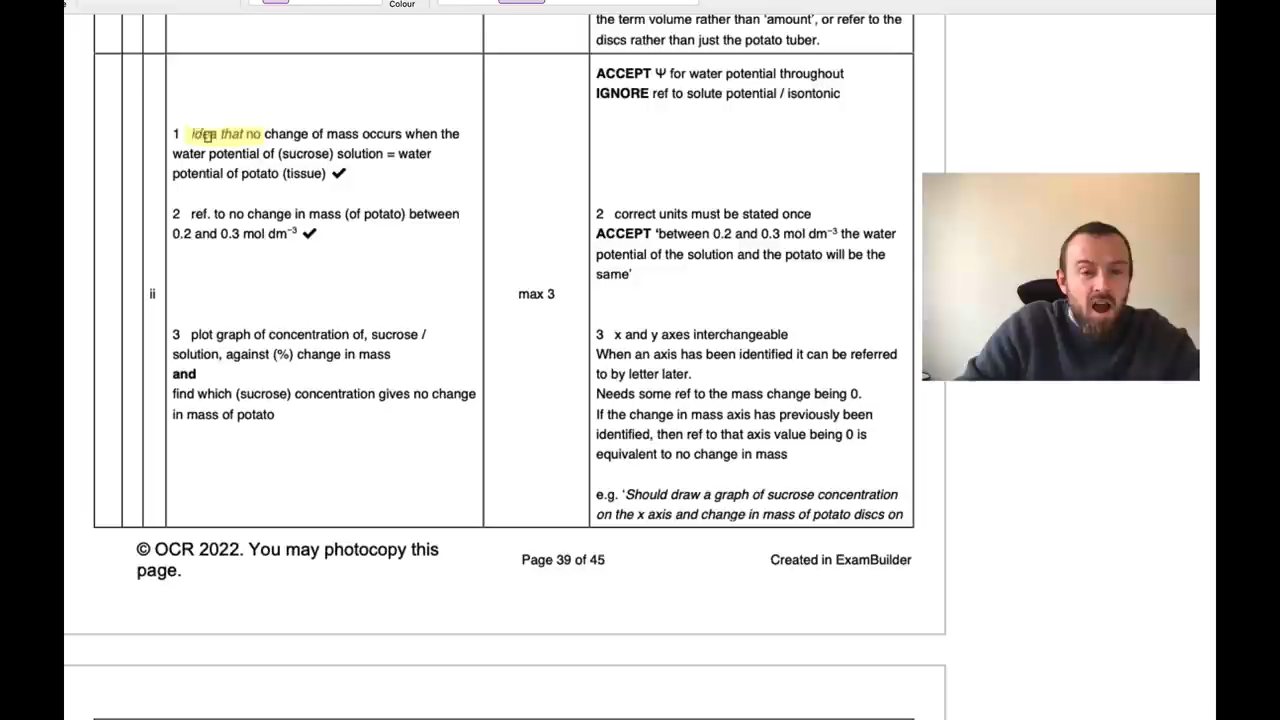 Colour
the term volume rather than 'amount', or refer to the
discs rather than just the potato tuber.
ACCEPT Ψ for water potential throughout
IGNORE ref to solute potential / isontonic
1 idea that no change of mass occurs when the
water potential of (sucrose) solution = water
potential of potato (tissue) ✔
2 ref. to no change in mass (of potato) between
0.2 and 0.3 mol dm⁻³ ✔
2 correct units must be stated once
ACCEPT 'between 0.2 and 0.3 mol dm⁻³ the water
potential of the solution and the potato will be the
same'
ii
max 3
3 plot graph of concentration of, sucrose /
solution, against (%) change in mass
and
find which (sucrose) concentration gives no change
in mass of potato
3 x and y axes interchangeable
When an axis has been identified it can be referred
to by letter later.
Needs some ref to the mass change being 0.
If the change in mass axis has previously been
identified, then ref to that axis value being 0 is
equivalent to no change in mass
e.g. 'Should draw a graph of sucrose concentration
on the x axis and change in mass of potato discs on
© OCR 2022. You may photocopy this
page.
Page 39 of 45
Created in ExamBuilder